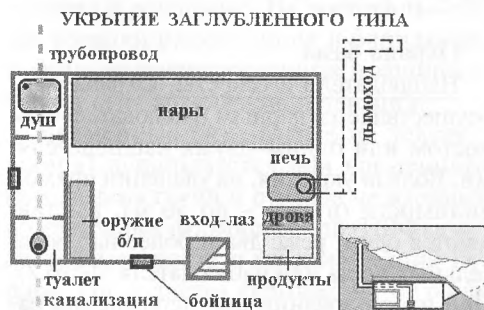 УКРЫТИЕ ЗАГЛУБЛЕННОГО ТИПА
трубопровод
дымоход
душ
нары
печь
дрова
оружие
б/п
вход-лаз
туалет
канализация
бойница
продукты